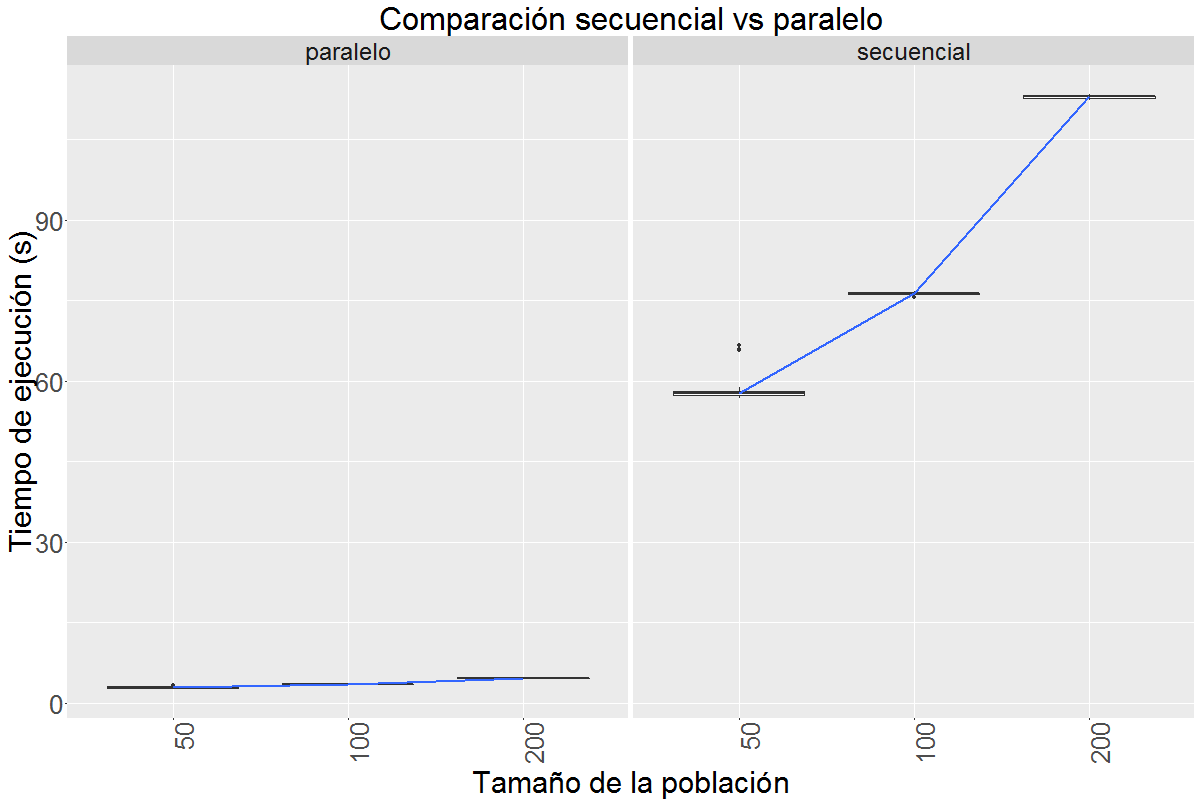 Comparación secuencial vs paralelo
paralelo
secuencial
Tiempo de ejecución (s)
90
60
30
0
50
100
200
50
100
200
Tamaño de la población